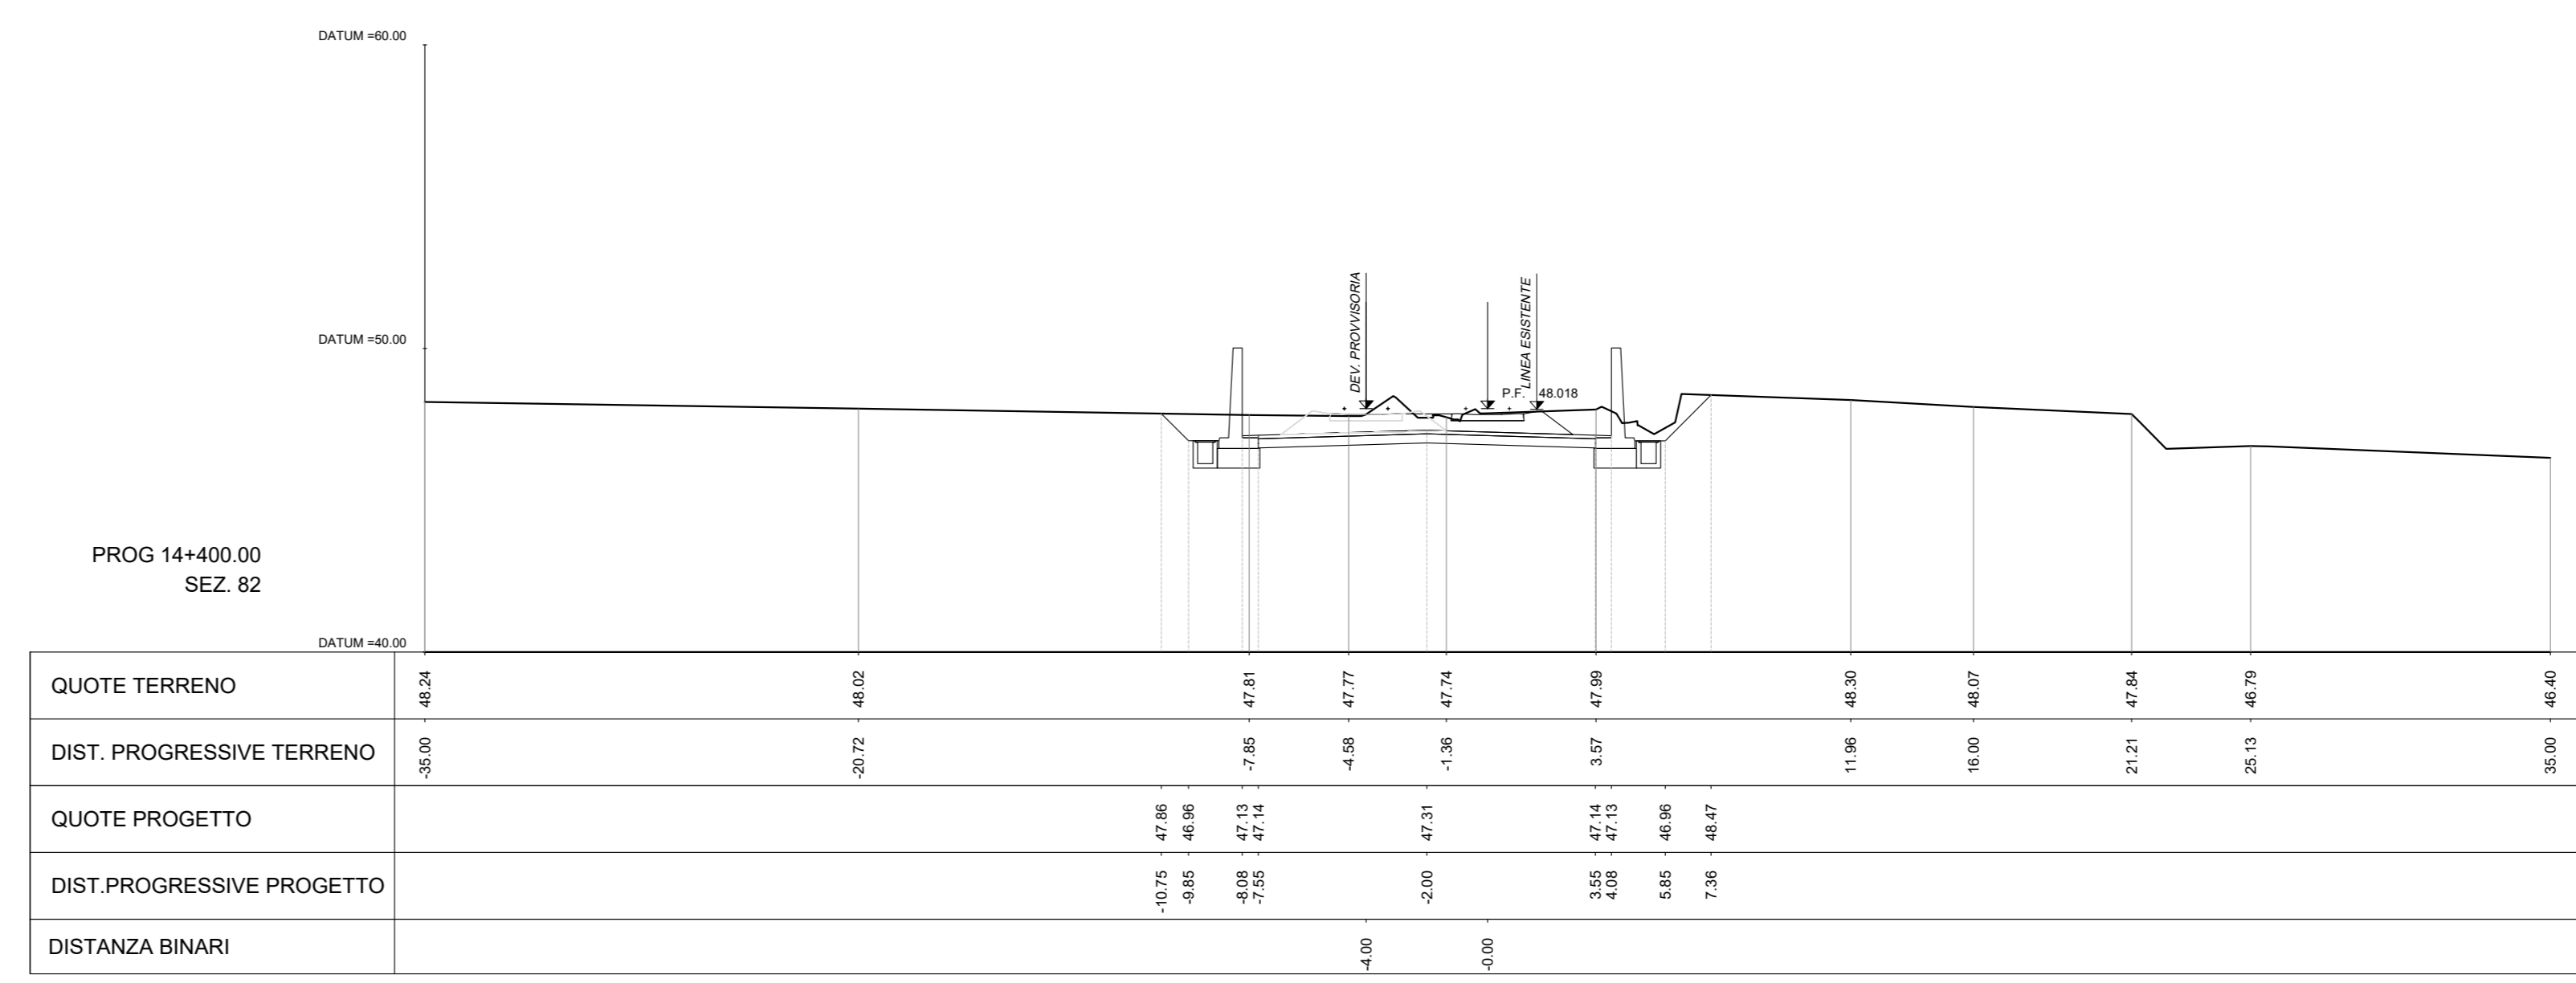 DATUM =60.00
DATUM =50.00
DEV. PROVVISORIA
LINEA ESISTENTE
P.F. 48.018
PROG 14+400.00
SEZ. 82
DATUM =40.00
QUOTE TERRENO 48.24 48.02 47.81 47.77 47.74 47.99 48.30 48.07 47.84 46.79 46.40
DIST. PROGRESSIVE TERRENO -35.00 -20.72 -7.85 -4.58 -1.36 3.57 11.96 16.00 21.21 25.13 35.00
QUOTE PROGETTO 47.86 46.96 47.13 47.14 47.31 47.14 47.13 46.96 48.47
DIST.PROGRESSIVE PROGETTO -10.75 -9.85 -8.08 -7.55 -2.00 3.55 4.08 5.85 7.36
DISTANZA BINARI -4.00 -0.00